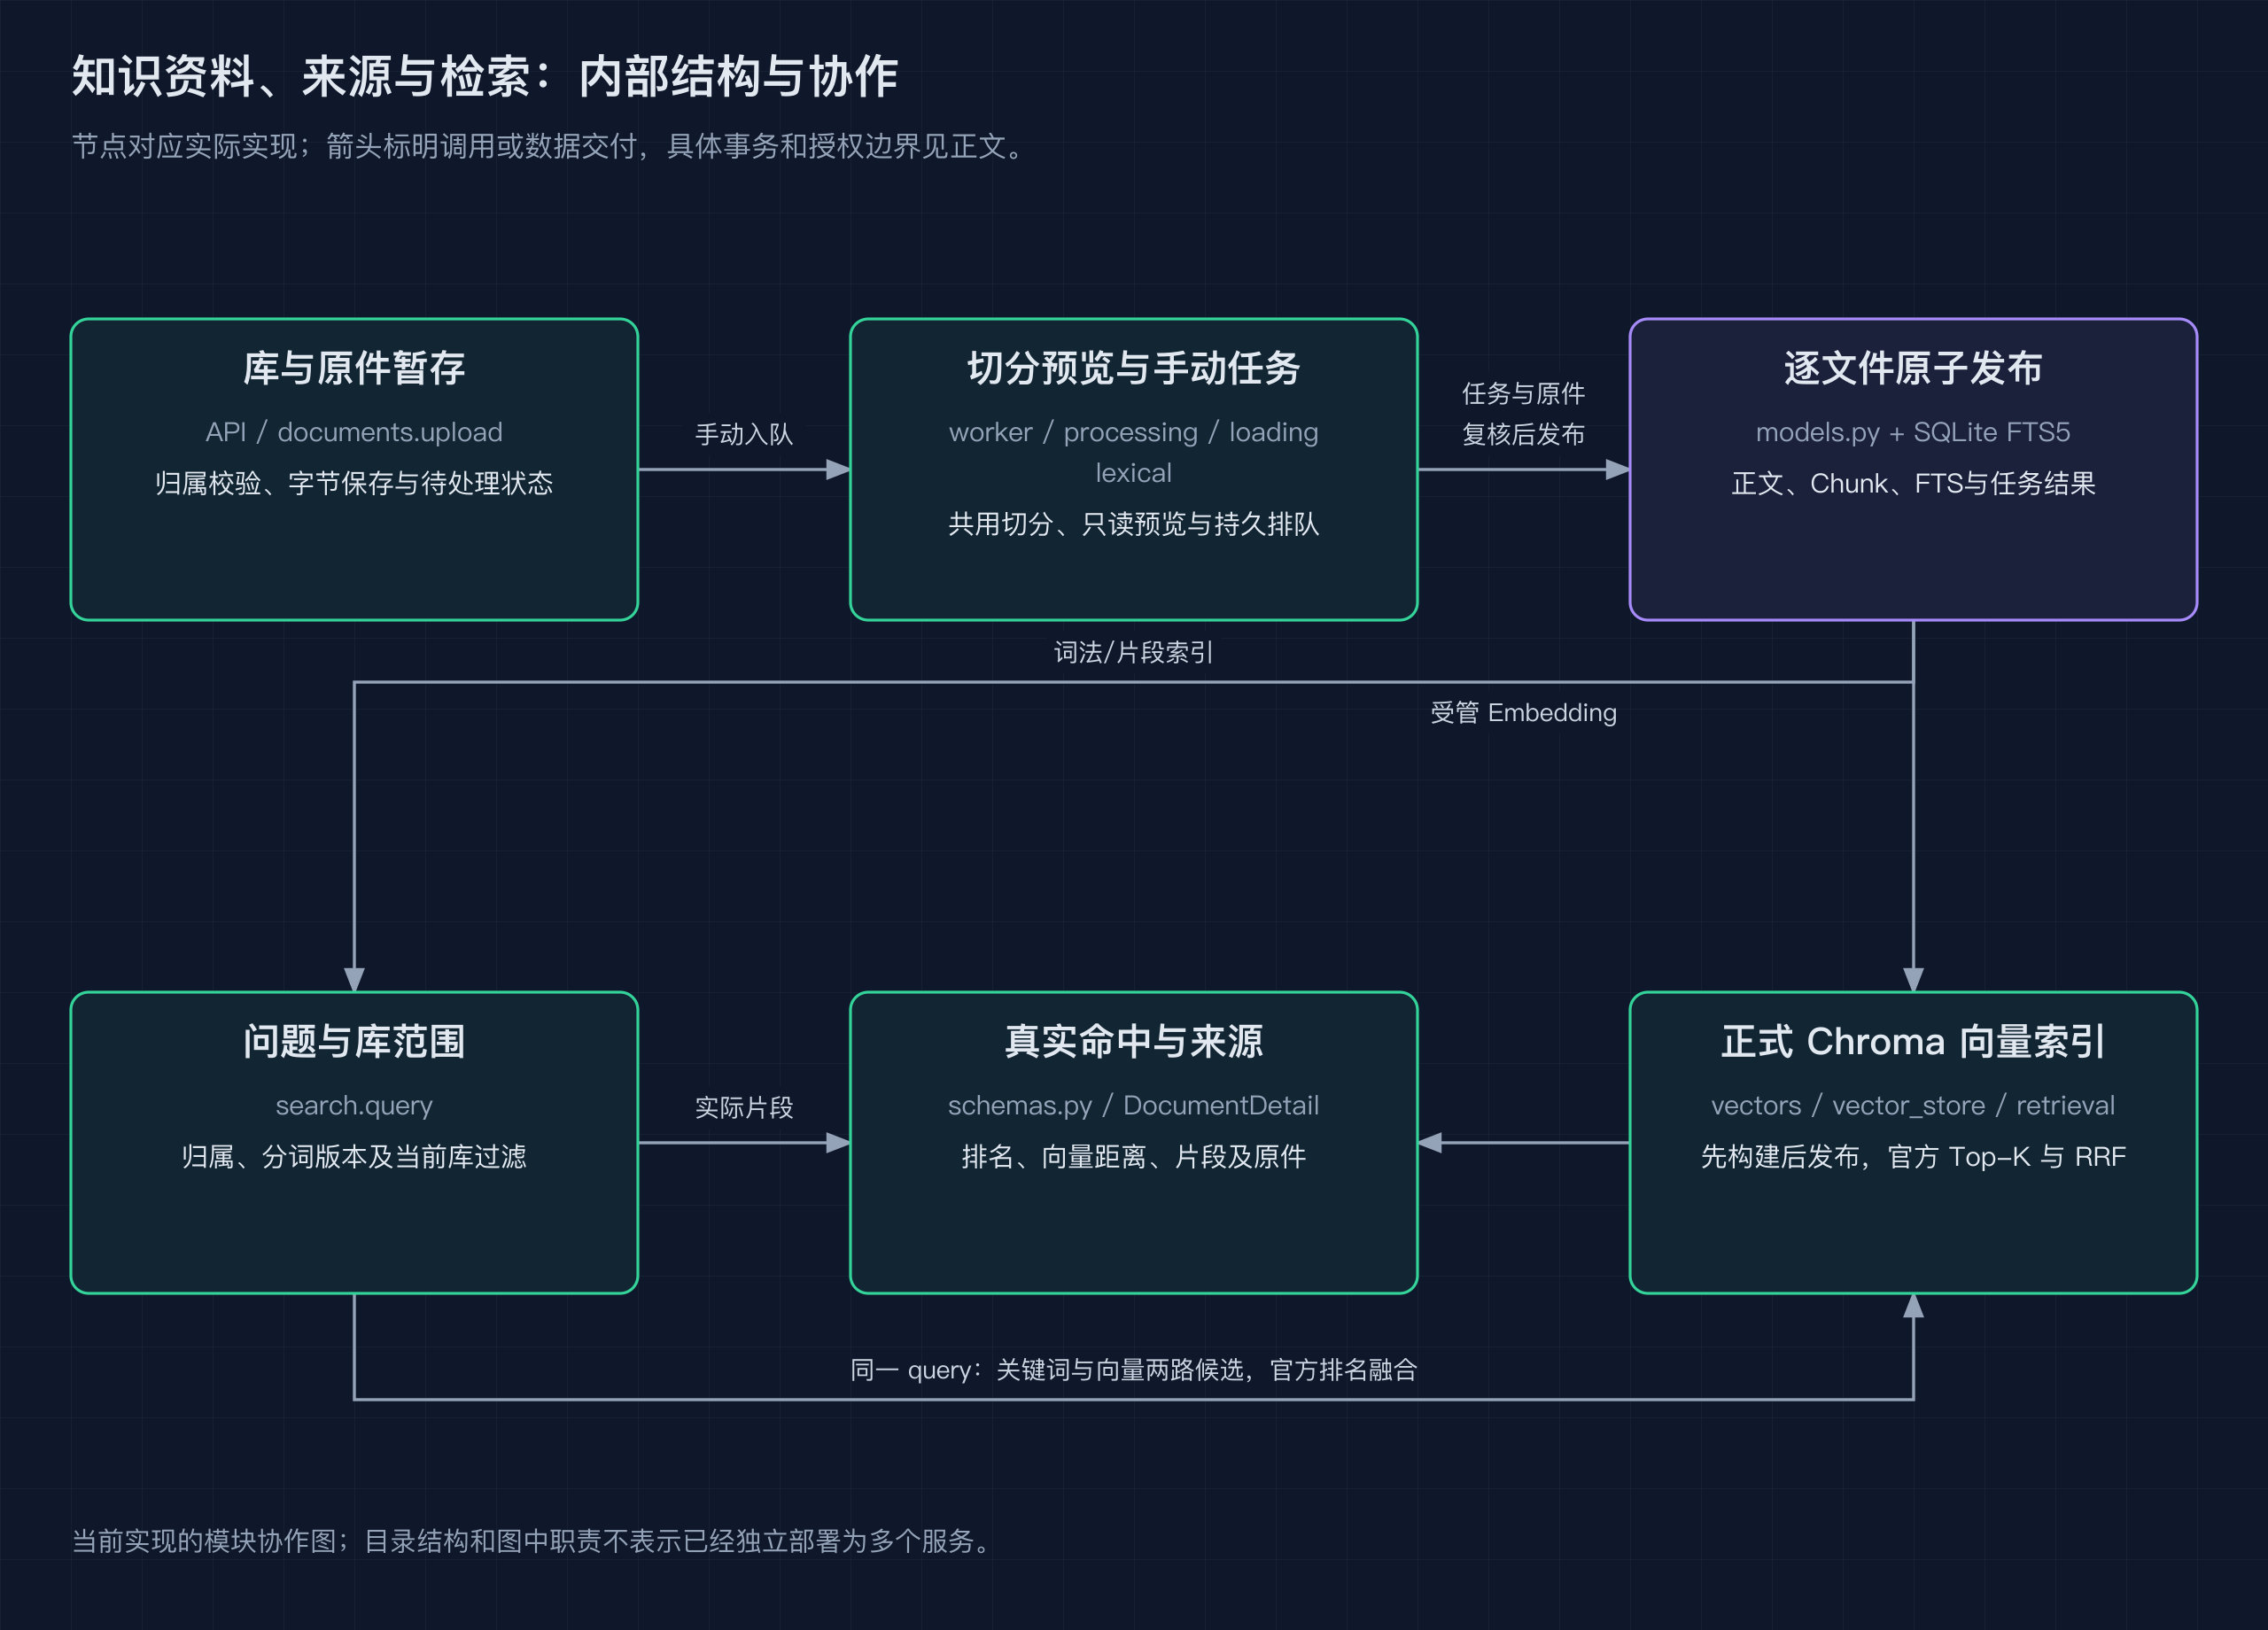 知识资料、来源与检索：内部结构与协作
节点对应实际实现；箭头标明调用或数据交付，具体事务和授权边界见正文。
库与原件暂存
API / documents.upload
归属校验、字节保存与待处理状态
手动入队
切分预览与手动任务
worker / processing / loading
lexical
共用切分、只读预览与持久排队
任务与原件
复核后发布
逐文件原子发布
models.py + SQLite FTS5
正文、Chunk、FTS与任务结果
词法/片段索引
受管 Embedding
问题与库范围
search.query
归属、分词版本及当前库过滤
实际片段
真实命中与来源
schemas.py / DocumentDetail
排名、向量距离、片段及原件
正式 Chroma 向量索引
vectors / vector_store / retrieval
先构建后发布，官方 Top-K 与 RRF
同一 query：关键词与向量两路候选，官方排名融合
当前实现的模块协作图；目录结构和图中职责不表示已经独立部署为多个服务。